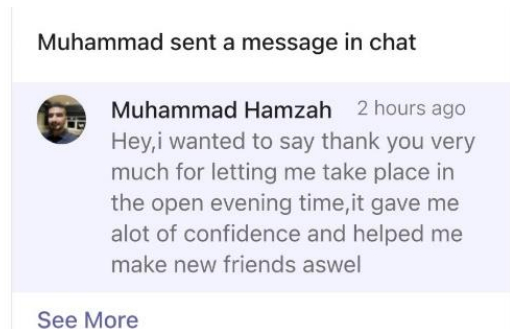 Muhammad sent a message in chat
Muhammad Hamzah 2 hours ago
Hey,i wanted to say thank you very
much for letting me take place in
the open evening time,it gave me
alot of confidence and helped me
make new friends aswel
See More